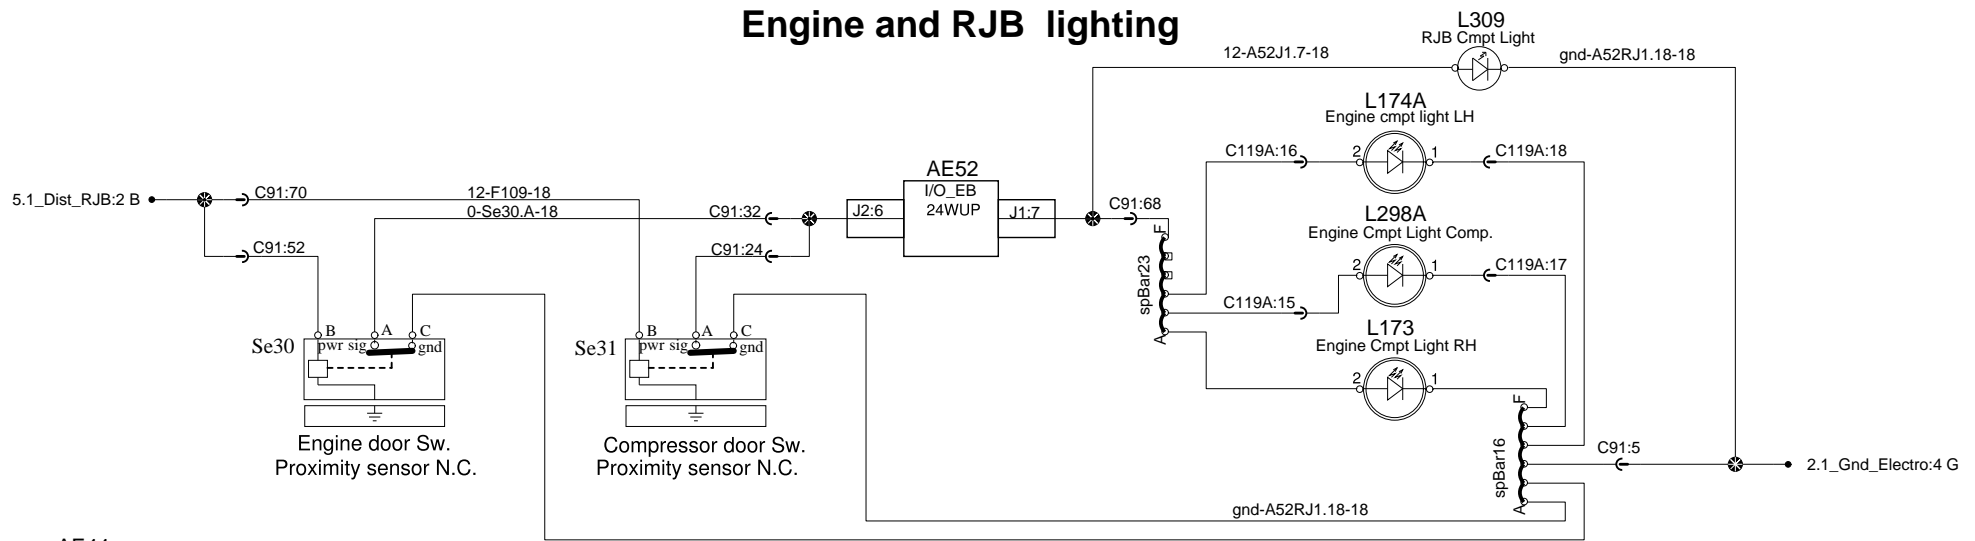 Engine and RJB lighting
L309
RJB Cmpt Light
12-A52J1.7-18
gnd-A52RJ1.18-18
L174A
Engine cmpt light LH
C119A:16
2
1
C119A:18
5.1_Dist_RJB:2 B
C91:70
12-F109-18
0-Se30.A-18
C91:32
AE52
I/O_EB
24WUP
J2:6
J1:7
C91:68
C91:52
C91:24
F
spBar23
A
L298A
Engine Cmpt Light Comp.
2
1
C119A:17
C119A:15
L173
Engine Cmpt Light RH
2
1
B
A
C
Se30
pwr
sig
gnd
B
A
C
Se31
pwr
sig
gnd
Engine door Sw.
Proximity sensor N.C.
Compressor door Sw.
Proximity sensor N.C.
F
spBar16
A
C91:5
2.1_Gnd_Electro:4 G
gnd-A52RJ1.18-18